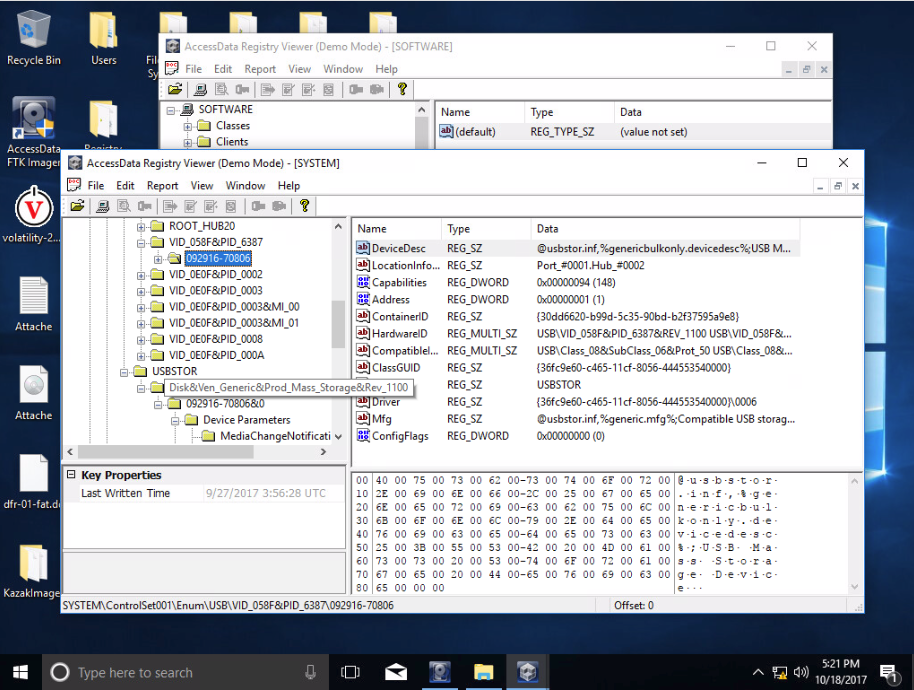 Recycle Bin
Users
Fil
Sy
AccessData
FTK Imager
Registry
volatility-2...
Attache
Attache
dfr-01-fat.dd
KazakImage
AccessData Registry Viewer (Demo Mode) - [SOFTWARE]
File Edit Report View Window Help
SOFTWARE
Classes
Clients
Name Type Data
(default) REG_TYPE_SZ (value not set)
AccessData Registry Viewer (Demo Mode) - [SYSTEM]
File Edit Report View Window Help
ROOT_HUB20
VID_058F&PID_6387
092916-70806
VID_0E0F&PID_0002
VID_0E0F&PID_0003
VID_0E0F&PID_0003&MI_00
VID_0E0F&PID_0003&MI_01
VID_0E0F&PID_0008
VID_0E0F&PID_000A
USBSTOR
Disk&Ven_Generic&Prod_Mass_Storage&Rev_1100
092916-70806&0
Device Parameters
MediaChangeNotificati
Name Type Data
DeviceDesc REG_SZ @usbstor.inf,%genericbulkonly.devicedesc%;USB M...
LocationInfo... REG_SZ Port_#0001.Hub_#0002
Capabilities REG_DWORD 0x00000094 (148)
Address REG_DWORD 0x00000001 (1)
ContainerID REG_SZ {30dd6620-b99d-5c35-90bd-b2f37595a9e8}
HardwareID REG_MULTI_SZ USB\VID_058F&PID_6387&REV_1100 USB\VID_058F&...
CompatibleI... REG_MULTI_SZ USB\Class_08&SubClass_06&Prot_50 USB\Class_08&...
ClassGUID REG_SZ {36fc9e60-c465-11cf-8056-444553540000}
REG_SZ USBSTOR
Driver REG_SZ {36fc9e60-c465-11cf-8056-444553540000}\0006
Mfg REG_SZ @usbstor.inf,%generic.mfg%;Compatible USB storag...
ConfigFlags REG_DWORD 0x00000000 (0)
Key Properties
Last Written Time 9/27/2017 3:56:28 UTC
00 40 00 75 00 73 00 62 00-73 00 74 00 6F 00 72 00 @·u·s·b·s·t·o·r·
10 2E 00 69 00 6E 00 66 00-2C 00 25 00 67 00 65 00 .·i·n·f·,·%·g·e·
20 6E 00 65 00 72 00 69 00-63 00 62 00 75 00 6C 00 n·e·r·i·c·b·u·l·
30 6B 00 6F 00 6E 00 6C 00-79 00 2E 00 64 00 65 00 k·o·n·l·y·.·d·e·
40 76 00 69 00 63 00 65 00-64 00 65 00 73 00 63 00 v·i·c·e·d·e·s·c·
50 25 00 3B 00 55 00 53 00-42 00 20 00 4D 00 61 00 %·;·U·S·B· ·M·a·
60 73 00 73 00 20 00 53 00-74 00 6F 00 72 00 61 00 s·s· ·S·t·o·r·a·
70 67 00 65 00 20 00 44 00-65 00 76 00 69 00 63 00 g·e· ·D·e·v·i·c·
80 65 00 00 00 e···
SYSTEM\ControlSet001\Enum\USB\VID_058F&PID_6387\092916-70806 Offset: 0
Type here to search
5:21 PM
10/18/2017
1